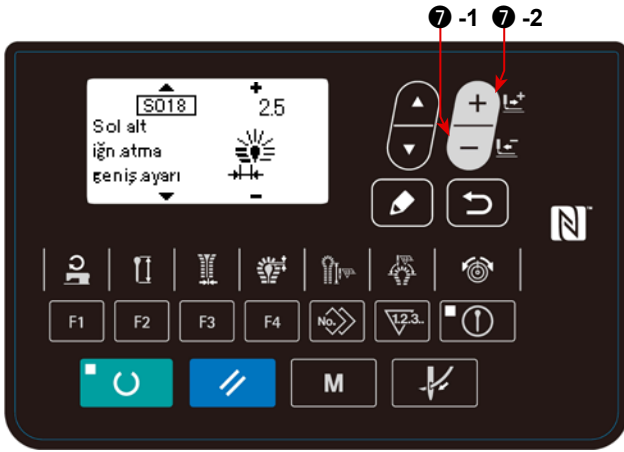 ❼ -1 ❼ -2
S018 2.5
Sol alt
iğn.atma
geniş.ayarı
F1 F2 F3 F4 No. 1.2.3..
M